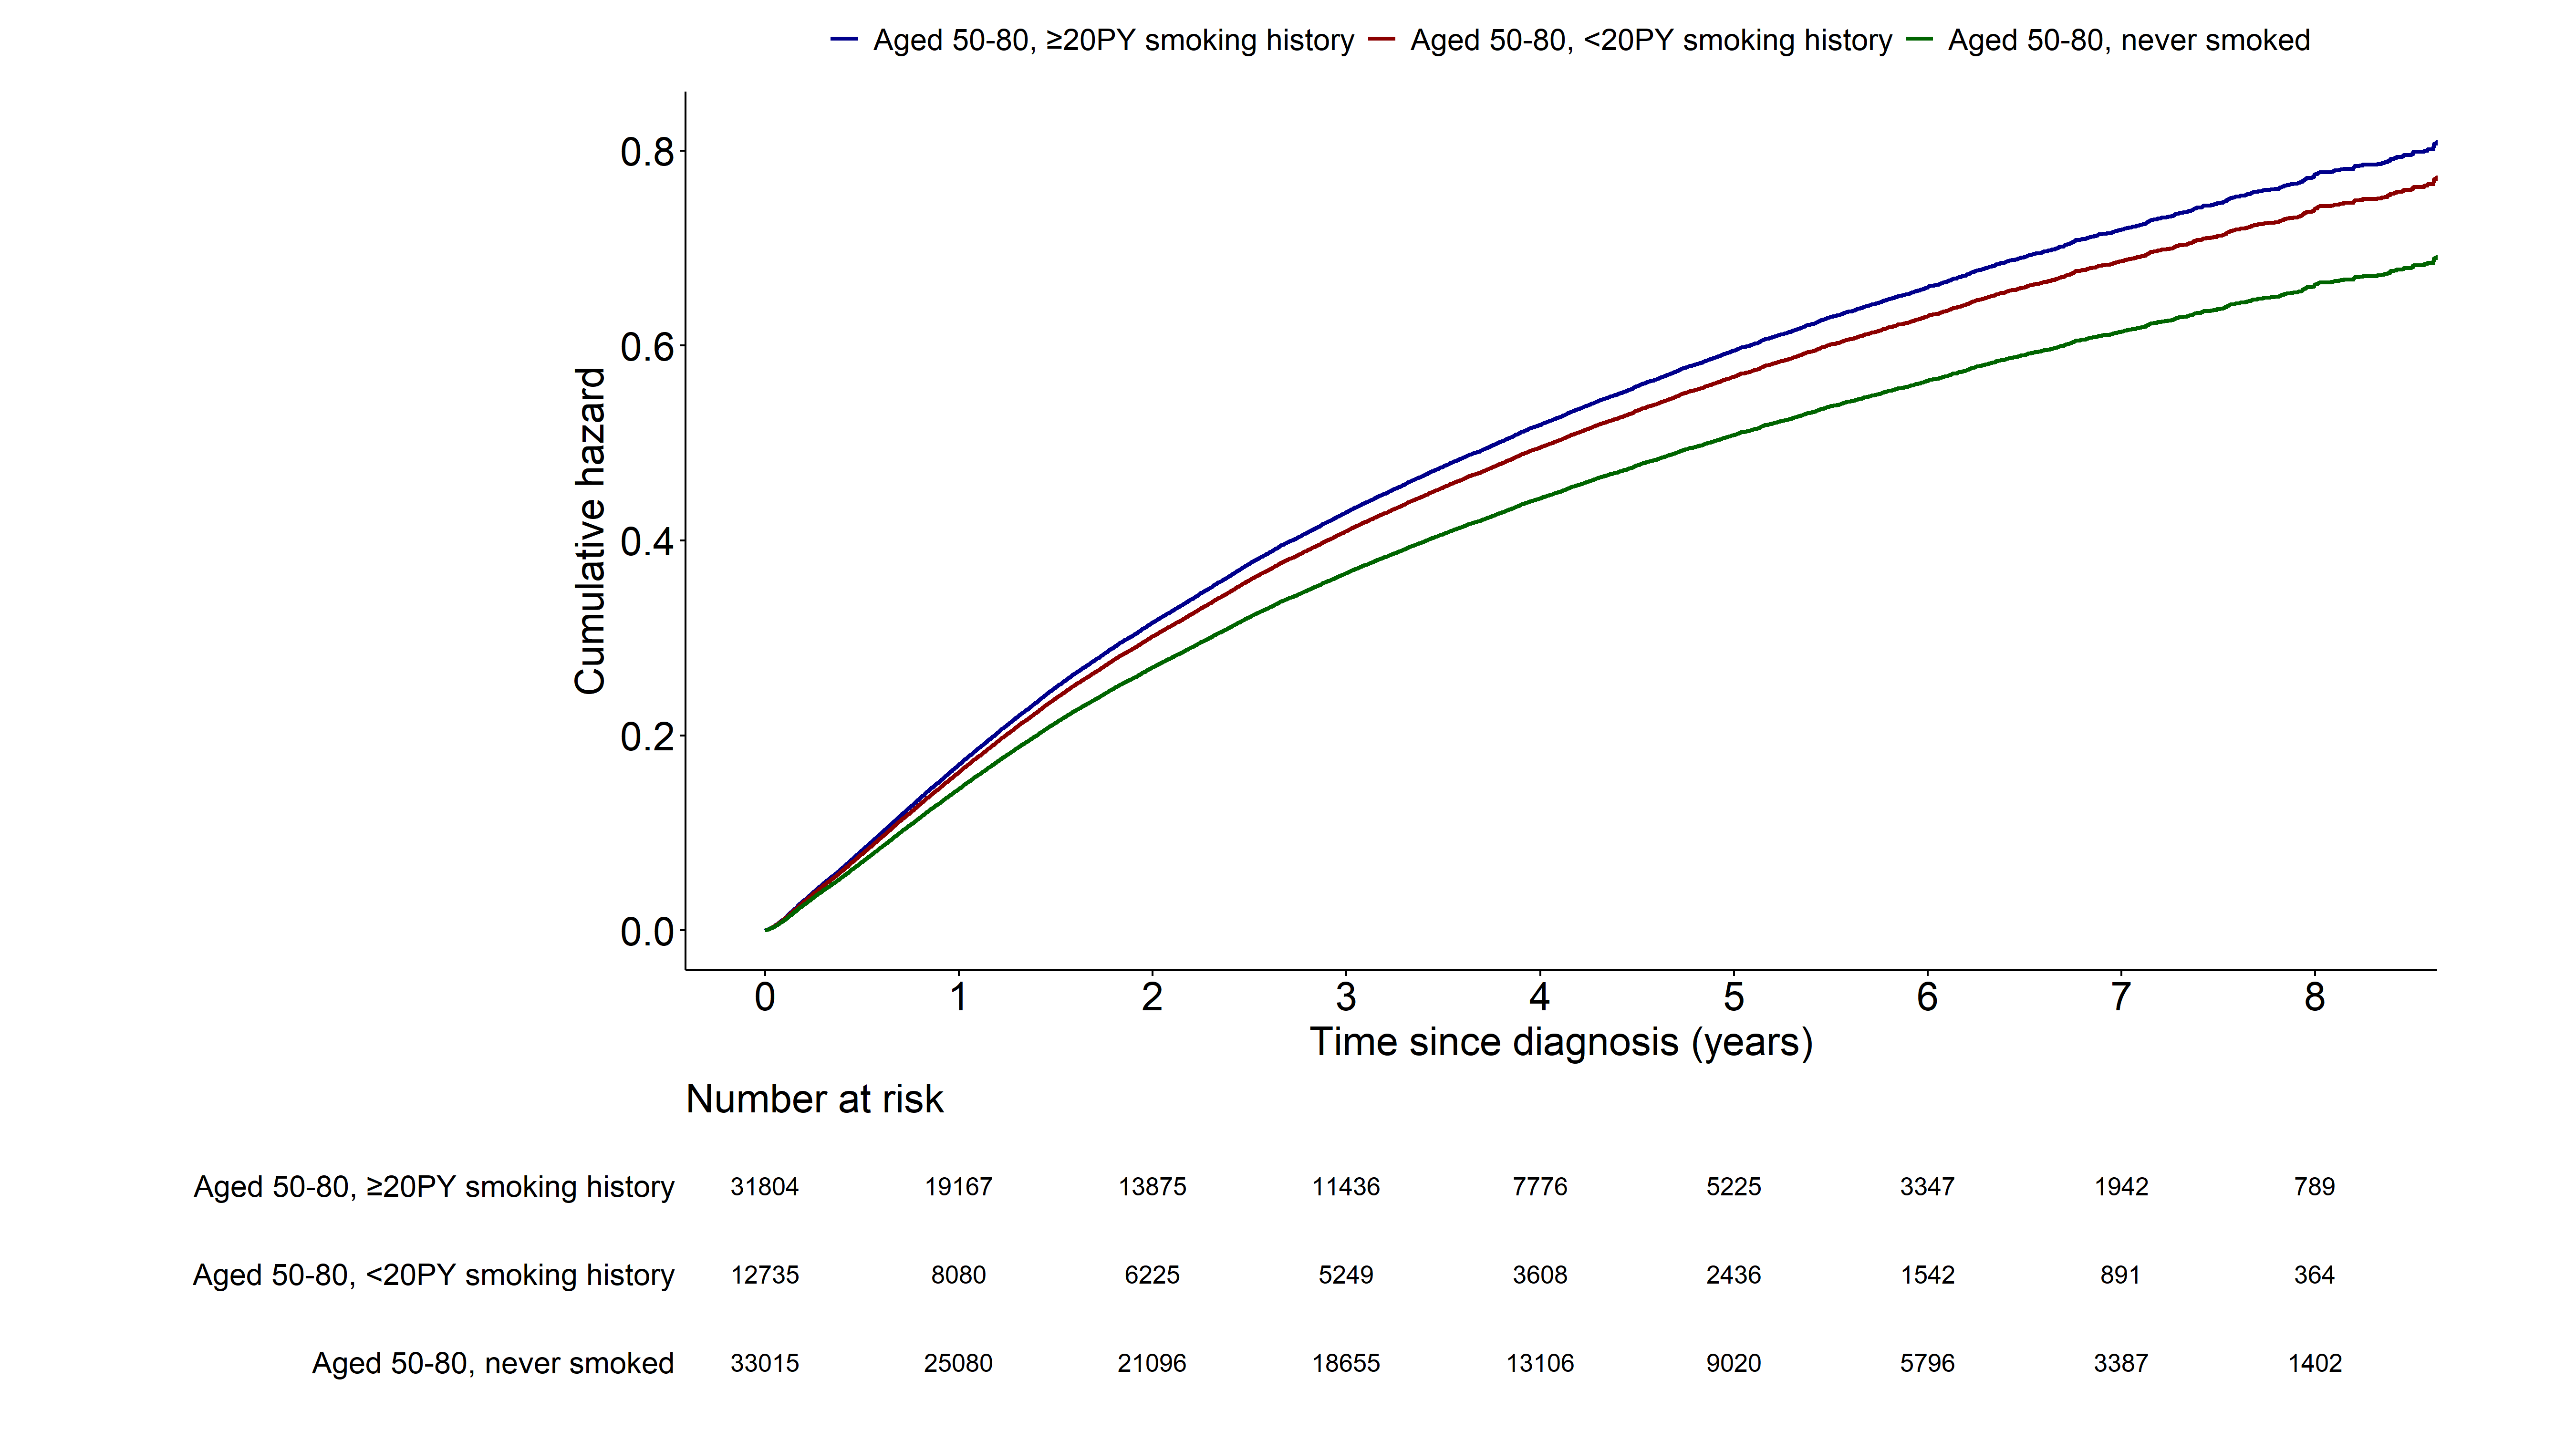 Aged 50-80, ≥20PY smoking history Aged 50-80, <20PY smoking history Aged 50-80, never smoked
Cumulative hazard
0.8
0.6
0.4
0.2
0.0
0 1 2 3 4 5 6 7 8
Time since diagnosis (years)
Number at risk
Aged 50-80, ≥20PY smoking history 31804 19167 13875 11436 7776 5225 3347 1942 789
Aged 50-80, <20PY smoking history 12735 8080 6225 5249 3608 2436 1542 891 364
Aged 50-80, never smoked 33015 25080 21096 18655 13106 9020 5796 3387 1402